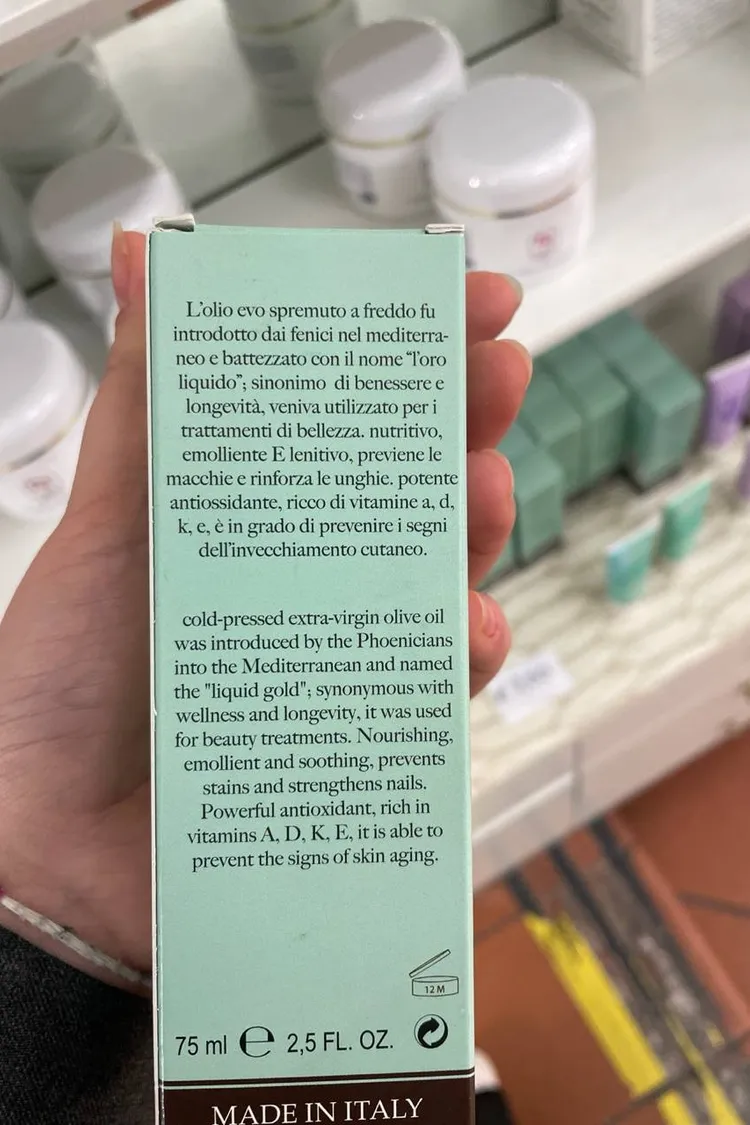 L'olio evo spremuto a freddo fu
introdotto dai fenici nel mediterra-
neo e battezzato con il nome "l'oro
liquido"; sinonimo di benessere e
longevità, veniva utilizzato per i
trattamenti di bellezza. nutritivo,
emolliente E lenitivo, previene le
macchie e rinforza le unghie. potente
antiossidante, ricco di vitamine a, d,
k, e, è in grado di prevenire i segni
dell'invecchiamento cutaneo.
cold-pressed extra-virgin olive oil
was introduced by the Phoenicians
into the Mediterranean and named
the "liquid gold"; synonymous with
wellness and longevity, it was used
for beauty treatments. Nourishing,
emollient and soothing, prevents
stains and strengthens nails.
Powerful antioxidant, rich in
vitamins A, D, K, E, it is able to
prevent the signs of skin aging.
12 M
75 ml e 2,5 FL. OZ.
MADE IN ITALY